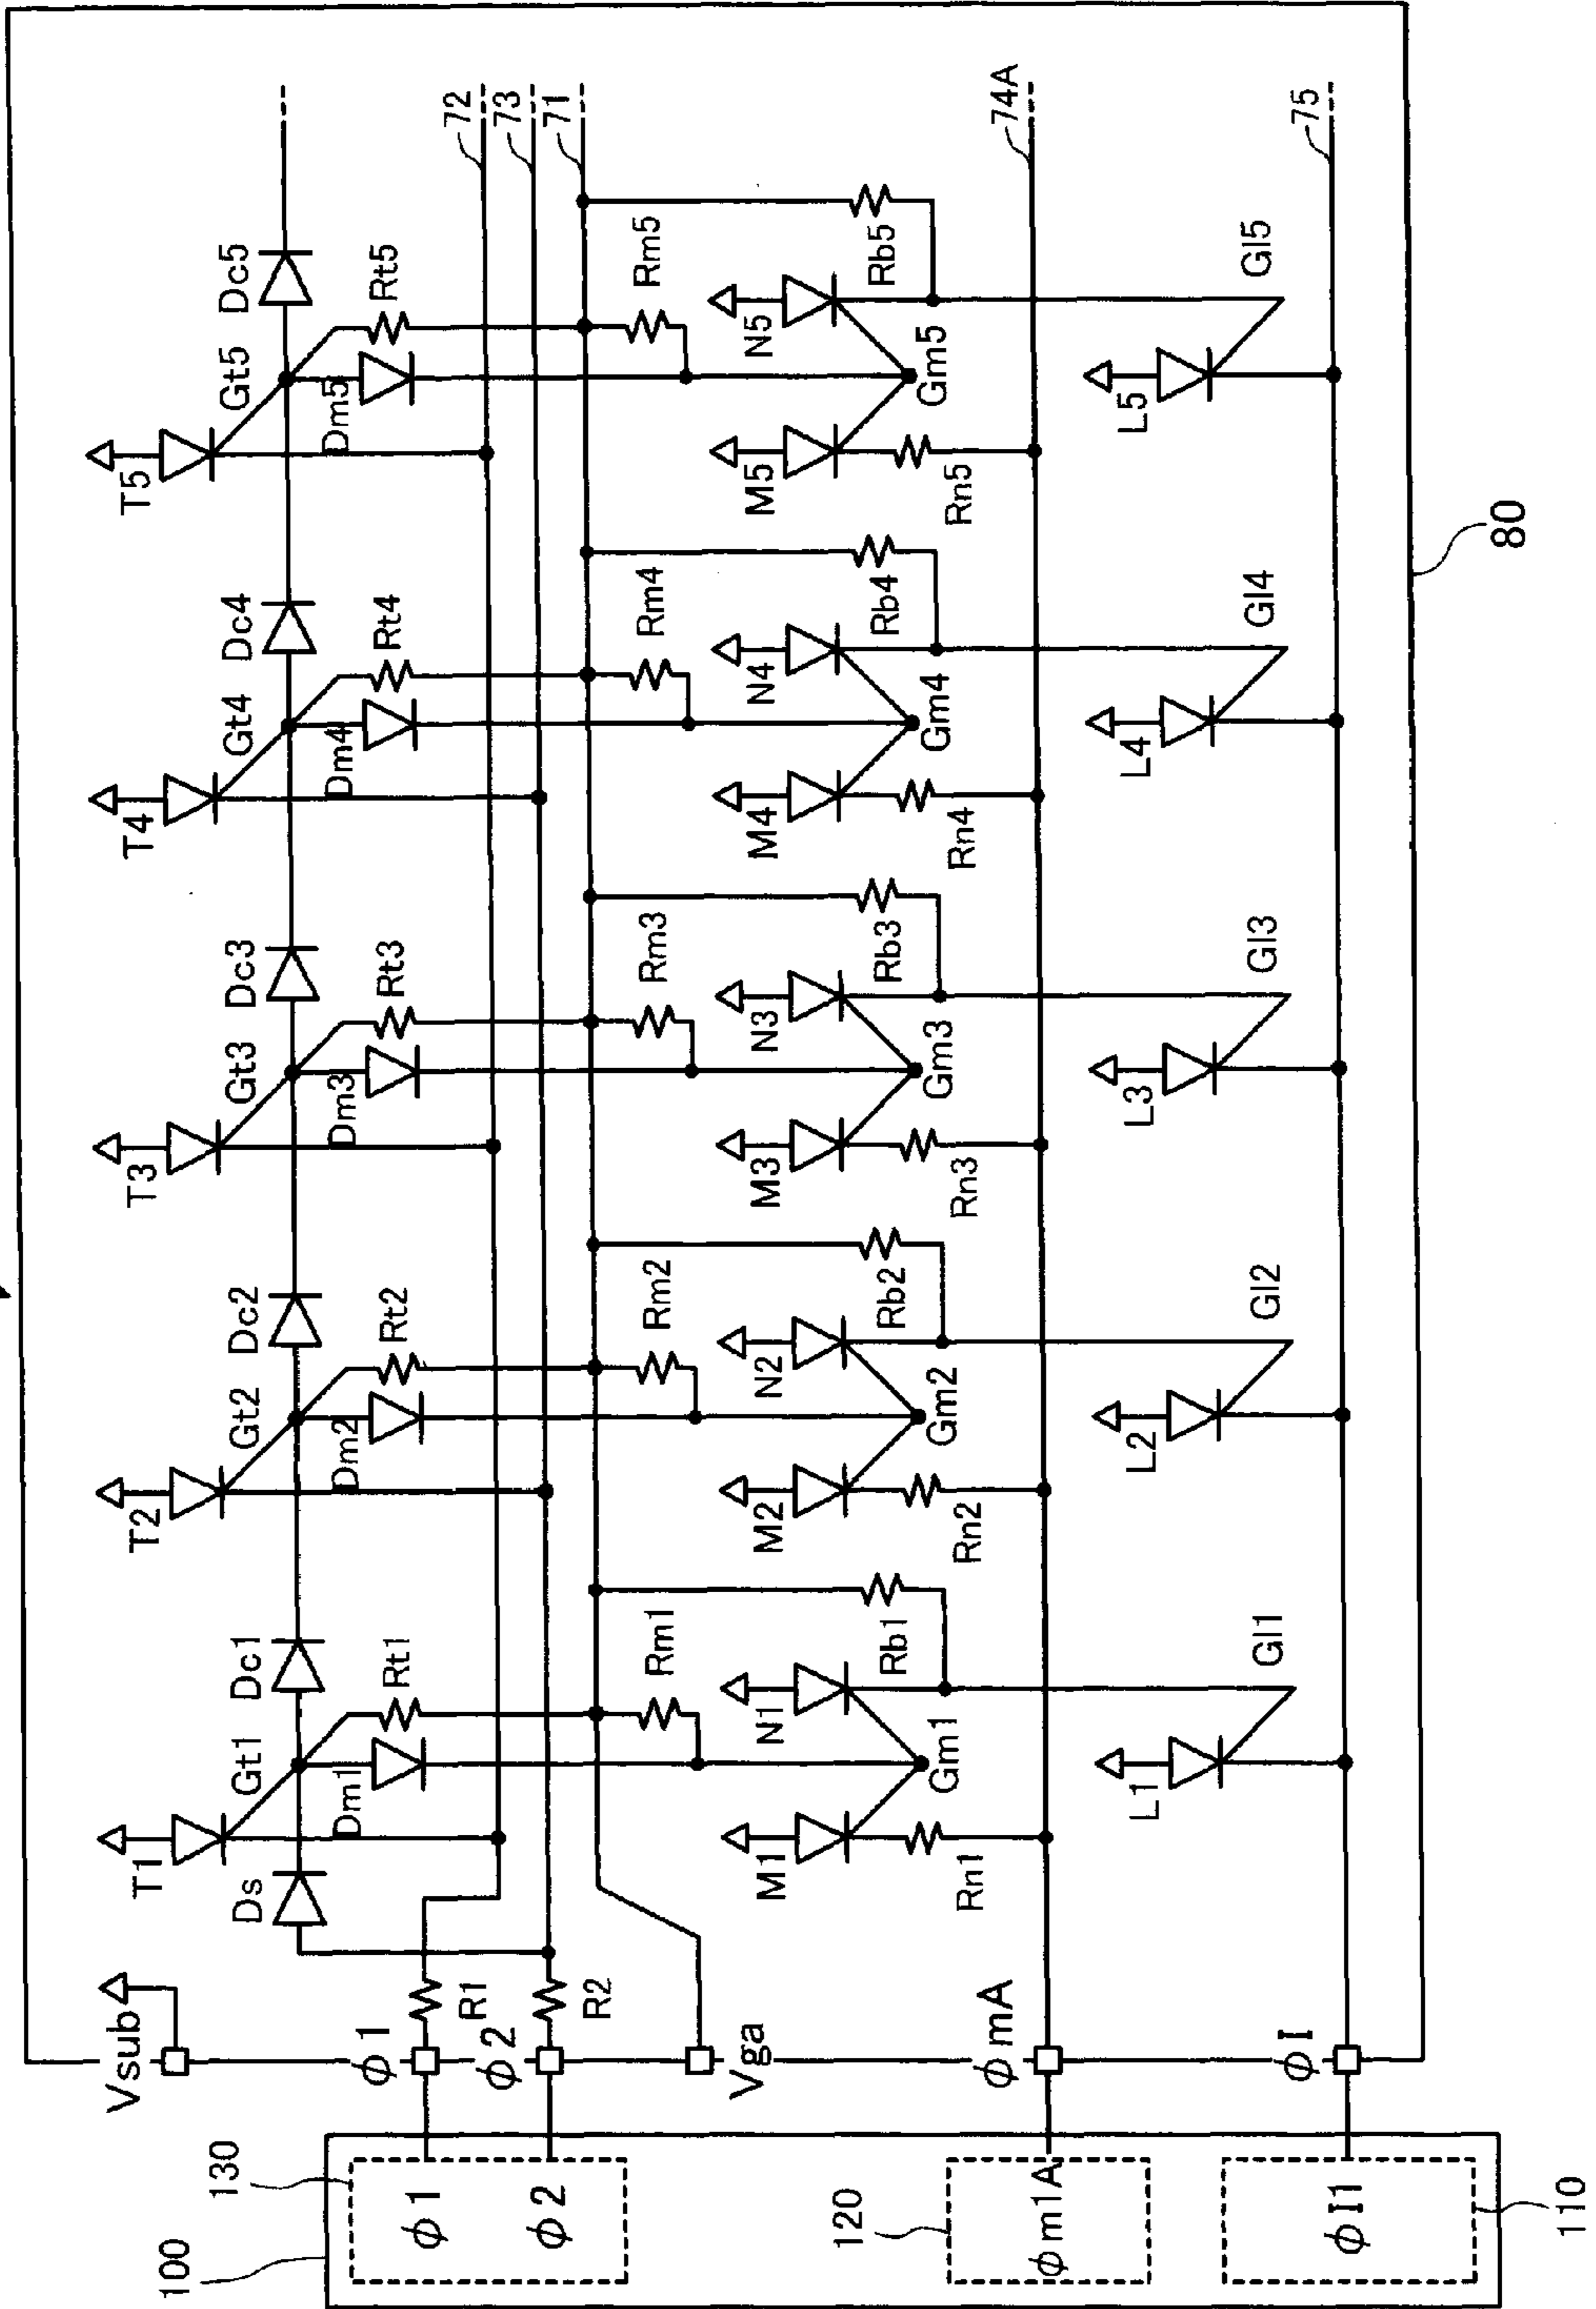 100
130
φ1
φ2
120
φm1A
φI1
110
Vsub
φ1
φ2
Vga
φmA
φI
R1
R2
Ds
T1
Gt1
Dc1
Dm1
Rt1
Rm1
M1
N1
Rb1
Gm1
Rn1
L1
Gl1
T2
Gt2
Dc2
Dm2
Rt2
Rm2
M2
N2
Rb2
Gm2
Rn2
L2
Gl2
T3
Gt3
Dc3
Dm3
Rt3
Rm3
M3
N3
Rb3
Gm3
Rn3
L3
Gl3
T4
Gt4
Dc4
Dm4
Rt4
Rm4
M4
N4
Rb4
Gm4
Rn4
L4
Gl4
T5
Gt5
Dc5
Dm5
Rt5
Rm5
M5
N5
Rb5
Gm5
Rn5
L5
Gl5
72
73
71
74A
75
80